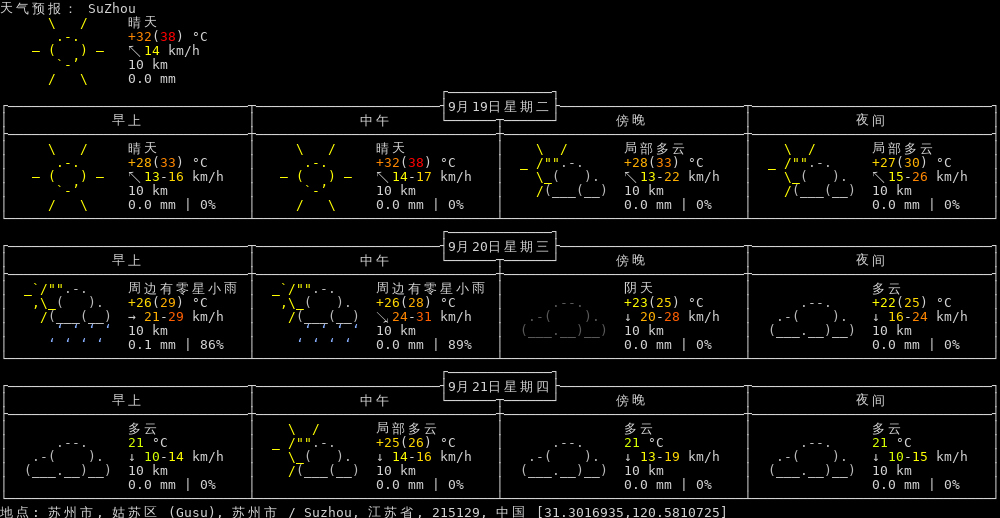 天气预报: SuZhou
晴天
+32(38) °C
↖ 14 km/h
10 km
0.0 mm
9月19日星期二
早上 中午 傍晚 夜间
晴天 晴天 局部多云 局部多云
+28(33) °C +32(38) °C +28(33) °C +27(30) °C
↖ 13-16 km/h ↖ 14-17 km/h ↖ 13-22 km/h ↖ 15-26 km/h
10 km 10 km 10 km 10 km
0.0 mm | 0% 0.0 mm | 0% 0.0 mm | 0% 0.0 mm | 0%
9月20日星期三
早上 中午 傍晚 夜间
周边有零星小雨 周边有零星小雨 阴天 多云
+26(29) °C +26(28) °C +23(25) °C +22(25) °C
→ 21-29 km/h ↘ 24-31 km/h ↓ 20-28 km/h ↓ 16-24 km/h
10 km 10 km 10 km 10 km
0.1 mm | 86% 0.0 mm | 89% 0.0 mm | 0% 0.0 mm | 0%
9月21日星期四
早上 中午 傍晚 夜间
多云 局部多云 多云 多云
21 °C +25(26) °C 21 °C 21 °C
↓ 10-14 km/h ↓ 14-16 km/h ↓ 13-19 km/h ↓ 10-15 km/h
10 km 10 km 10 km 10 km
0.0 mm | 0% 0.0 mm | 0% 0.0 mm | 0% 0.0 mm | 0%
地点: 苏州市, 姑苏区 (Gusu), 苏州市 / Suzhou, 江苏省, 215129, 中国 [31.3016935,120.5810725]